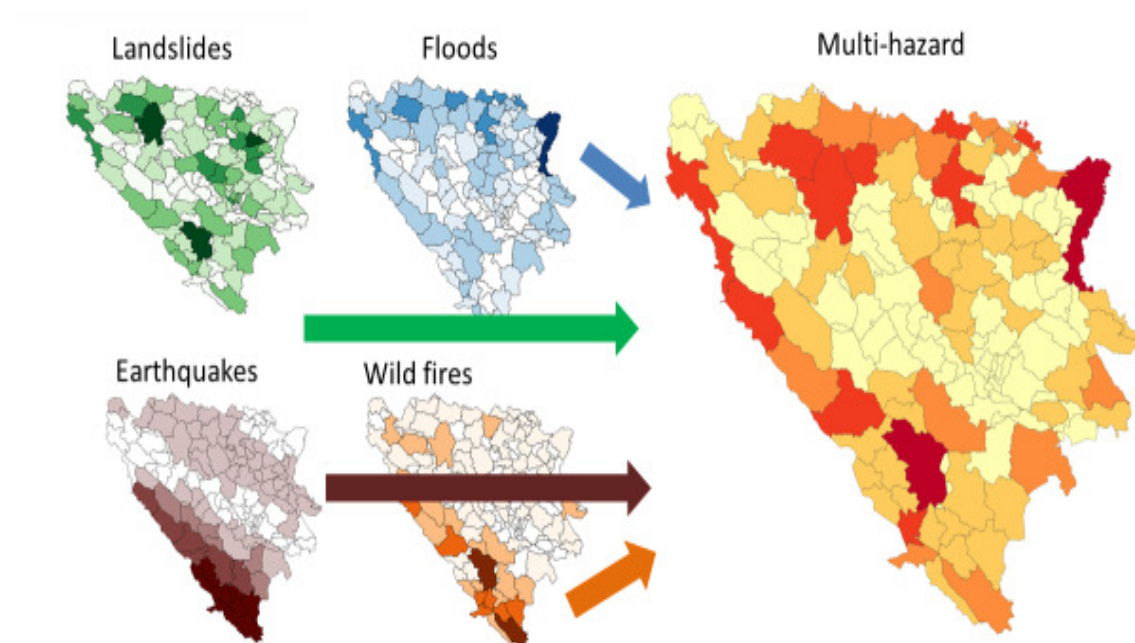 Landslides
Floods
Multi-hazard
Earthquakes
Wild fires